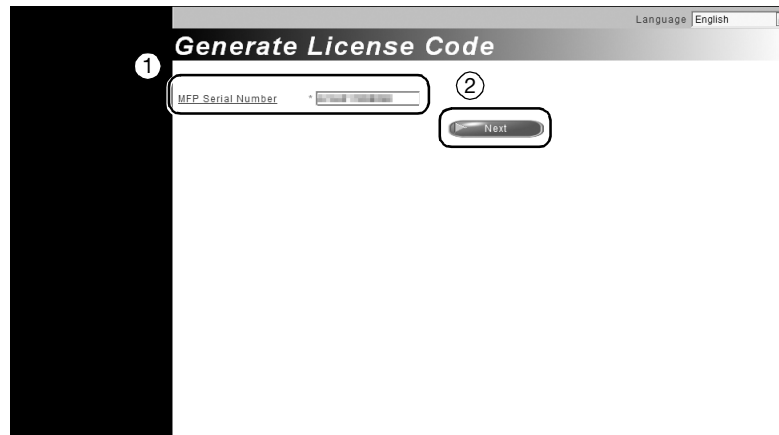 Language English
Generate License Code
①
②
MFP Serial Number *
Next